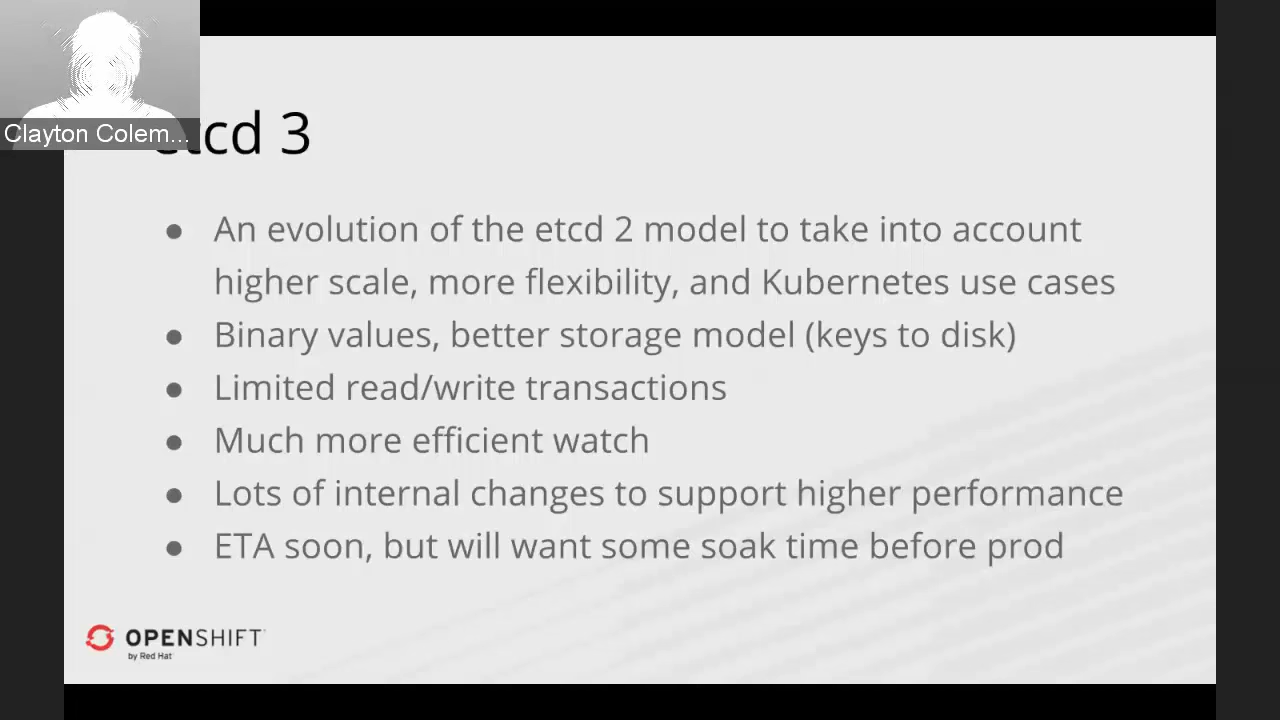 Clayton Colem...
etcd 3
● An evolution of the etcd 2 model to take into account
higher scale, more flexibility, and Kubernetes use cases
● Binary values, better storage model (keys to disk)
● Limited read/write transactions
● Much more efficient watch
● Lots of internal changes to support higher performance
● ETA soon, but will want some soak time before prod
OPENSHIFT
by Red Hat